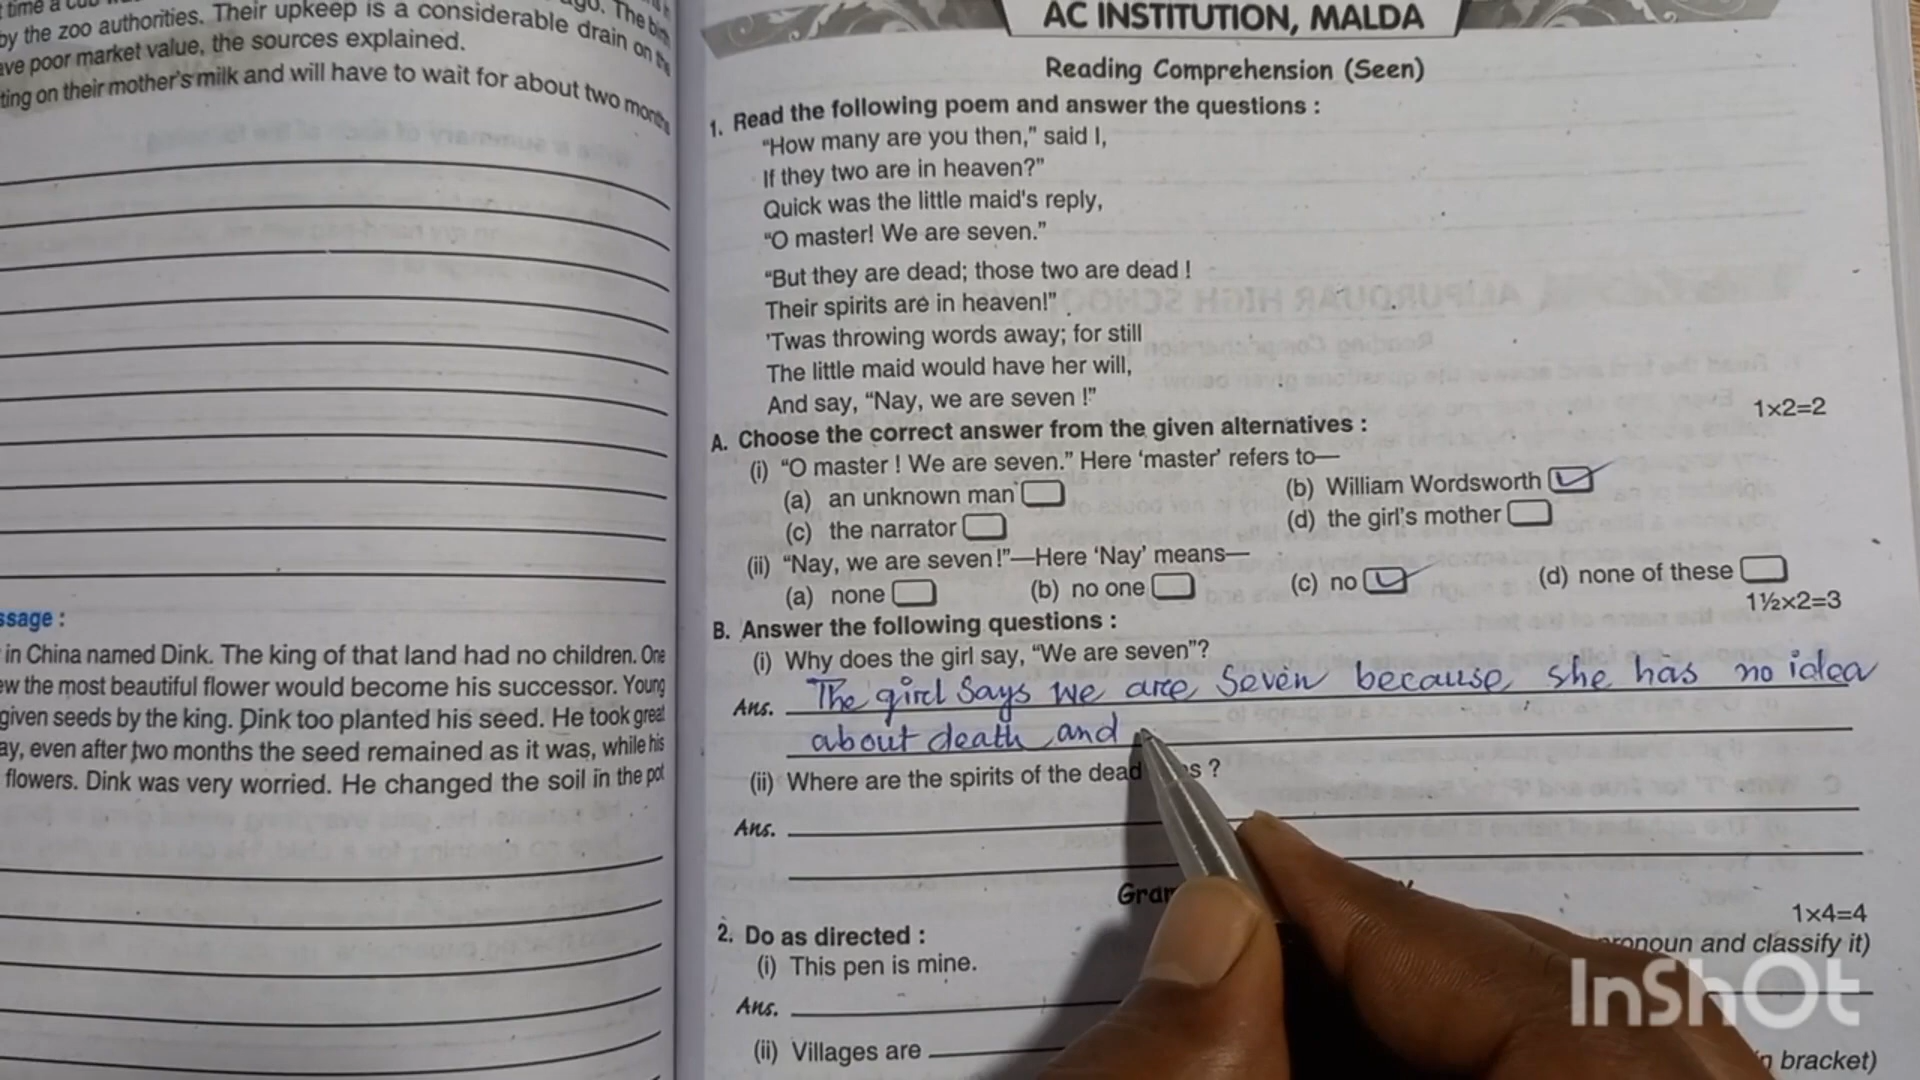 time a
by the zoo authorities. Their upkeep is a considerable drain on the
ave poor market value, the sources explained.
ting on their mother's milk and will have to wait for about two months
ssage :
in China named Dink. The king of that land had no children. One
ew the most beautiful flower would become his successor. Young
given seeds by the king. Dink too planted his seed. He took great
ay, even after two months the seed remained as it was, while his
flowers. Dink was very worried. He changed the soil in the pot
AC INSTITUTION, MALDA
Reading Comprehension (Seen)
1. Read the following poem and answer the questions :
“How many are you then,” said I,
If they two are in heaven?”
Quick was the little maid's reply,
“O master! We are seven.”
“But they are dead; those two are dead !
Their spirits are in heaven!”
’Twas throwing words away; for still
The little maid would have her will,
And say, “Nay, we are seven !”
A. Choose the correct answer from the given alternatives : 1×2=2
(i) “O master ! We are seven.” Here ‘master’ refers to—
(a) an unknown man (b) William Wordsworth
(c) the narrator (d) the girl's mother
(ii) “Nay, we are seven !”—Here ‘Nay’ means—
(a) none (b) no one (c) no (d) none of these
B. Answer the following questions : 1½×2=3
(i) Why does the girl say, “We are seven”?
Ans. The girl says we are seven because she has no idea
about death and
(ii) Where are the spirits of the dead ?
Ans.
1×4=4
2. Do as directed :
(i) This pen is mine. pronoun and classify it)
Ans.
(ii) Villages are bracket)
InShOt